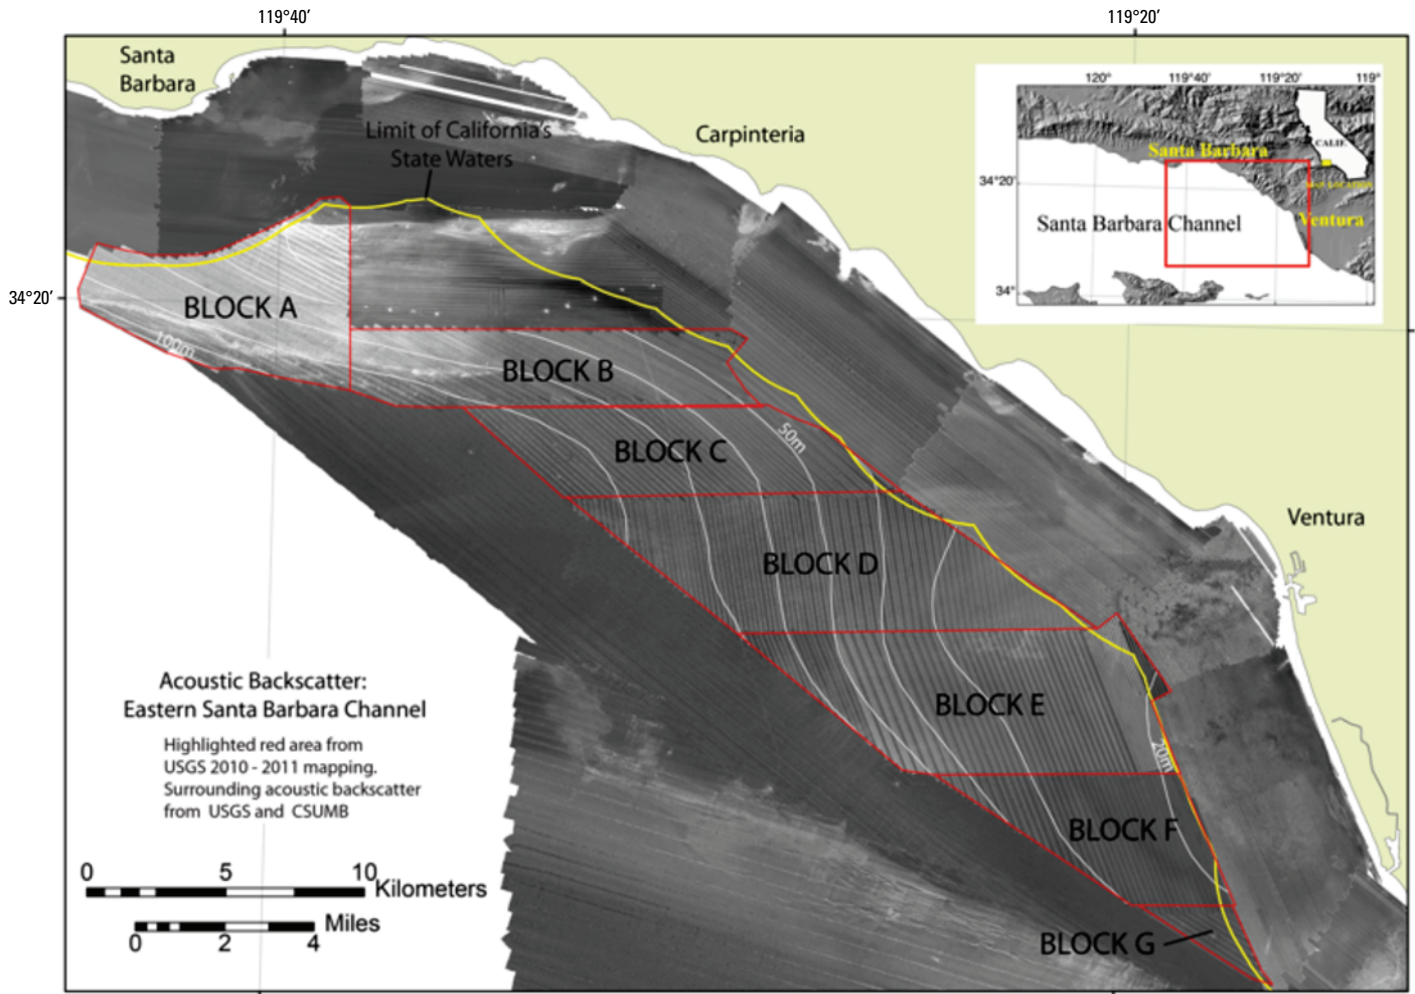 119°40'
119°20'
Santa
Barbara
Limit of California's
State Waters
Carpinteria
120°
119°40'
119°20'
119°
CALIF.
Santa Barbara
34°20'
Santa Barbara Channel
Ventura
34°
34°20'
BLOCK A
100m
BLOCK B
50m
BLOCK C
BLOCK D
Ventura
BLOCK E
20m
BLOCK F
BLOCK G
Acoustic Backscatter:
Eastern Santa Barbara Channel
Highlighted red area from
USGS 2010 - 2011 mapping.
Surrounding acoustic backscatter
from USGS and CSUMB
0 5 10
Kilometers
Miles
0 2 4